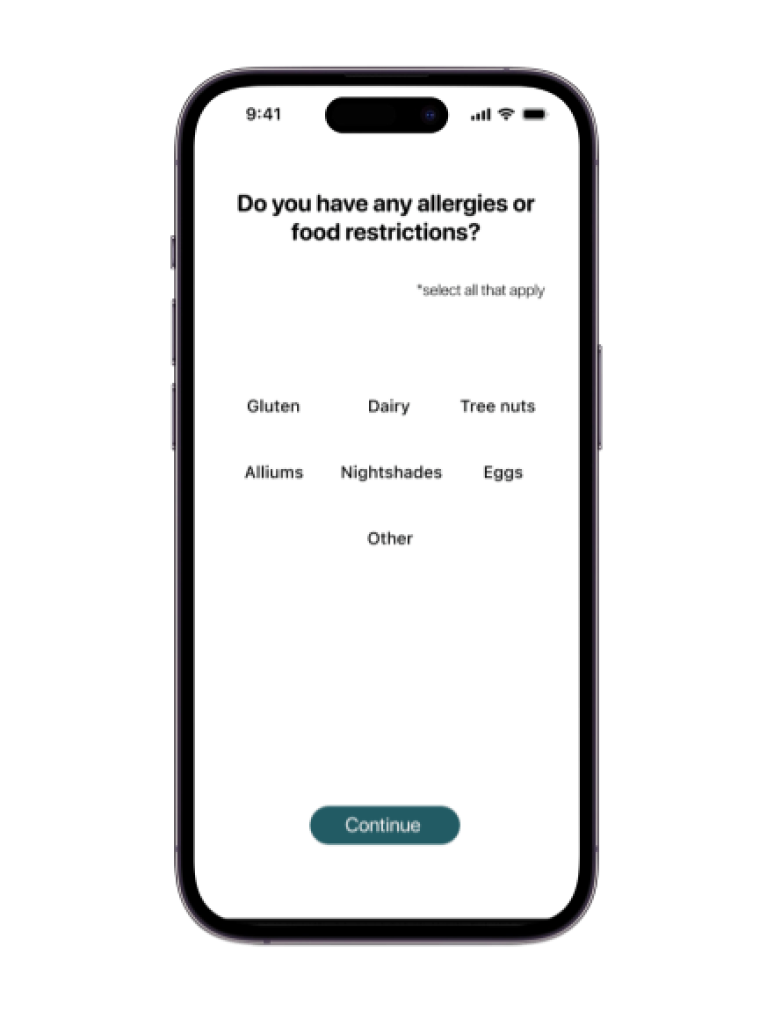 9:41
Do you have any allergies or
food restrictions?
*select all that apply
Gluten Dairy Tree nuts
Alliums Nightshades Eggs
Other
Continue